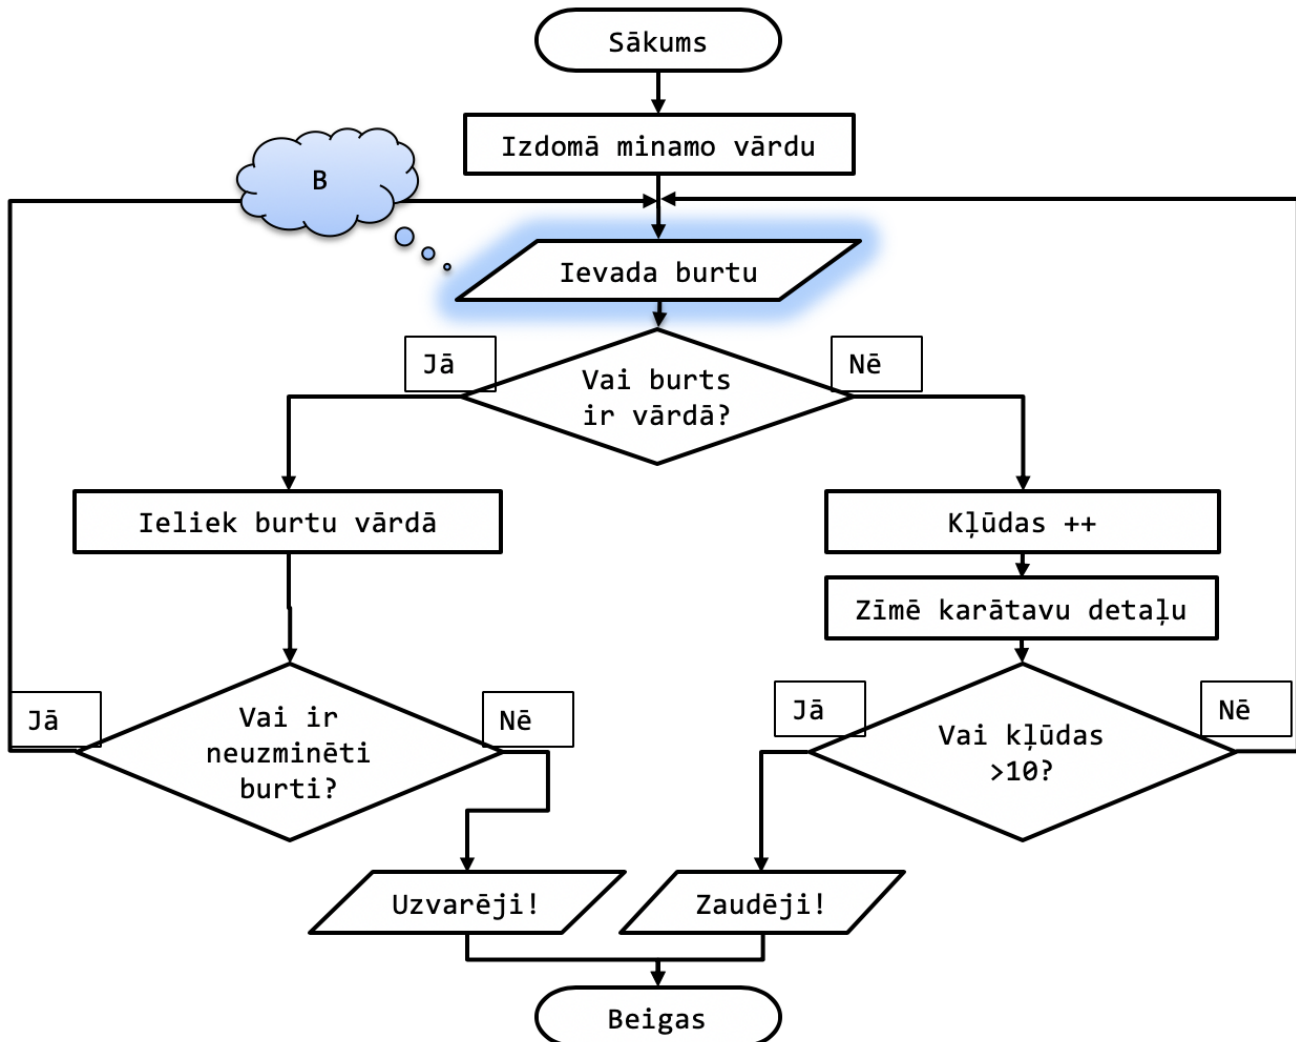 Sākums
Izdomā minamo vārdu
B
Ievada burtu
Jā
Nē
Vai burts
ir vārdā?
Ieliek burtu vārdā
Kļūdas ++
Zīmē karātavu detaļu
Jā
Vai ir
neuzminēti
burti?
Nē
Jā
Vai kļūdas
>10?
Nē
Uzvarēji!
Zaudēji!
Beigas